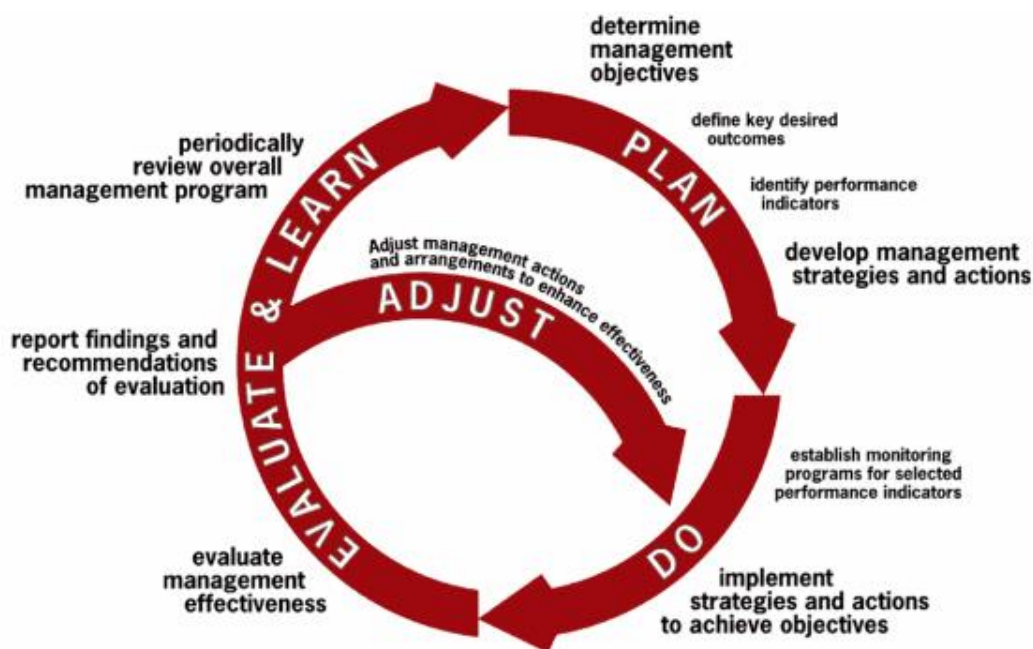 determine
management
objectives
define key desired
outcomes
PLAN
identify performance
indicators
develop management
strategies and actions
establish monitoring
programs for selected
performance indicators
DO
implement
strategies and actions
to achieve objectives
evaluate
management
effectiveness
EVALUATE & LEARN
report findings and
recommendations
of evaluation
periodically
review overall
management program
Adjust management actions
and arrangements to enhance effectiveness
ADJUST